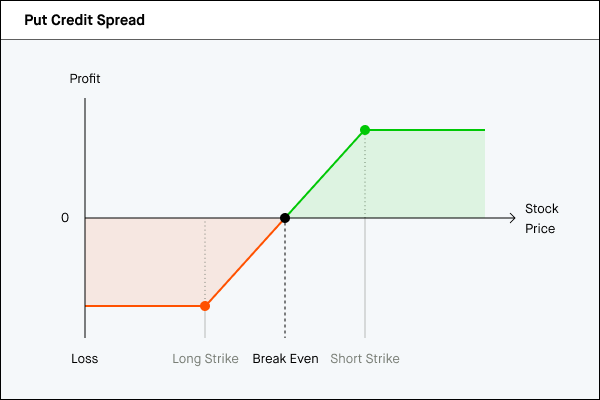 Put Credit Spread
Profit
0
Stock
Price
Loss
Long Strike
Break Even
Short Strike